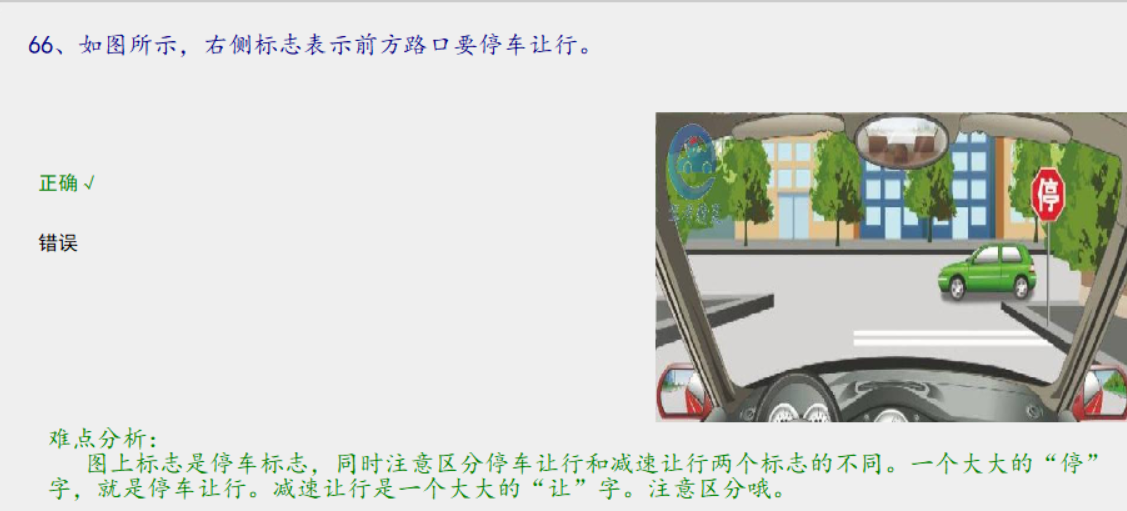 66、如图所示，右侧标志表示前方路口要停车让行。
正确 √
停
错误
难点分析：
图上标志是停车标志，同时注意区分停车让行和减速让行两个标志的不同。一个大大的“停”
字，就是停车让行。减速让行是一个大大的“让”字。注意区分哦。